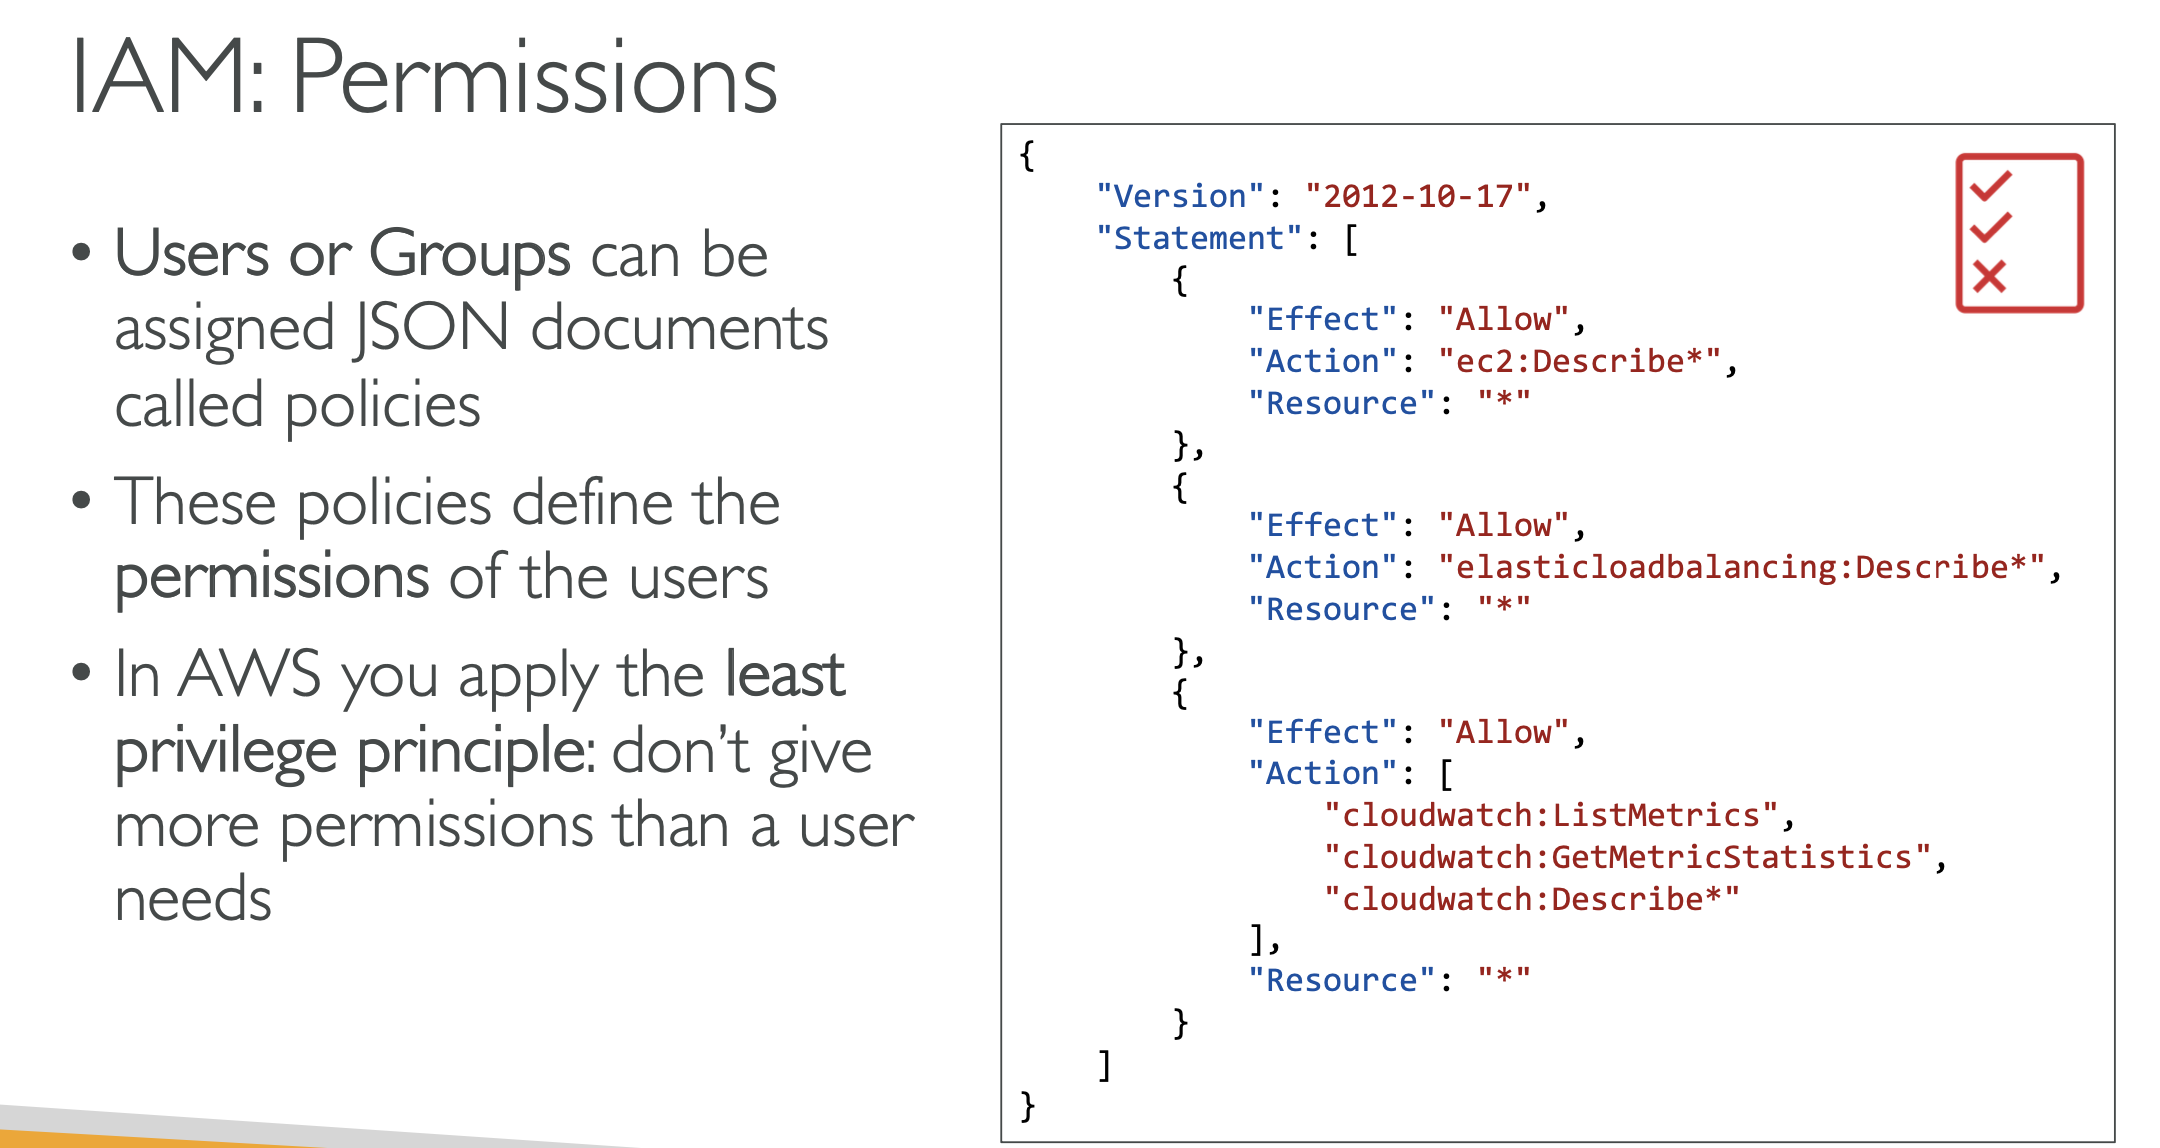 IAM: Permissions
• Users or Groups can be
assigned JSON documents
called policies
• These policies define the
permissions of the users
• In AWS you apply the least
privilege principle: don’t give
more permissions than a user
needs
{
    "Version": "2012-10-17",
    "Statement": [
        {
            "Effect": "Allow",
            "Action": "ec2:Describe*",
            "Resource": "*"
        },
        {
            "Effect": "Allow",
            "Action": "elasticloadbalancing:Describe*",
            "Resource": "*"
        },
        {
            "Effect": "Allow",
            "Action": [
                "cloudwatch:ListMetrics",
                "cloudwatch:GetMetricStatistics",
                "cloudwatch:Describe*"
            ],
            "Resource": "*"
        }
    ]
}